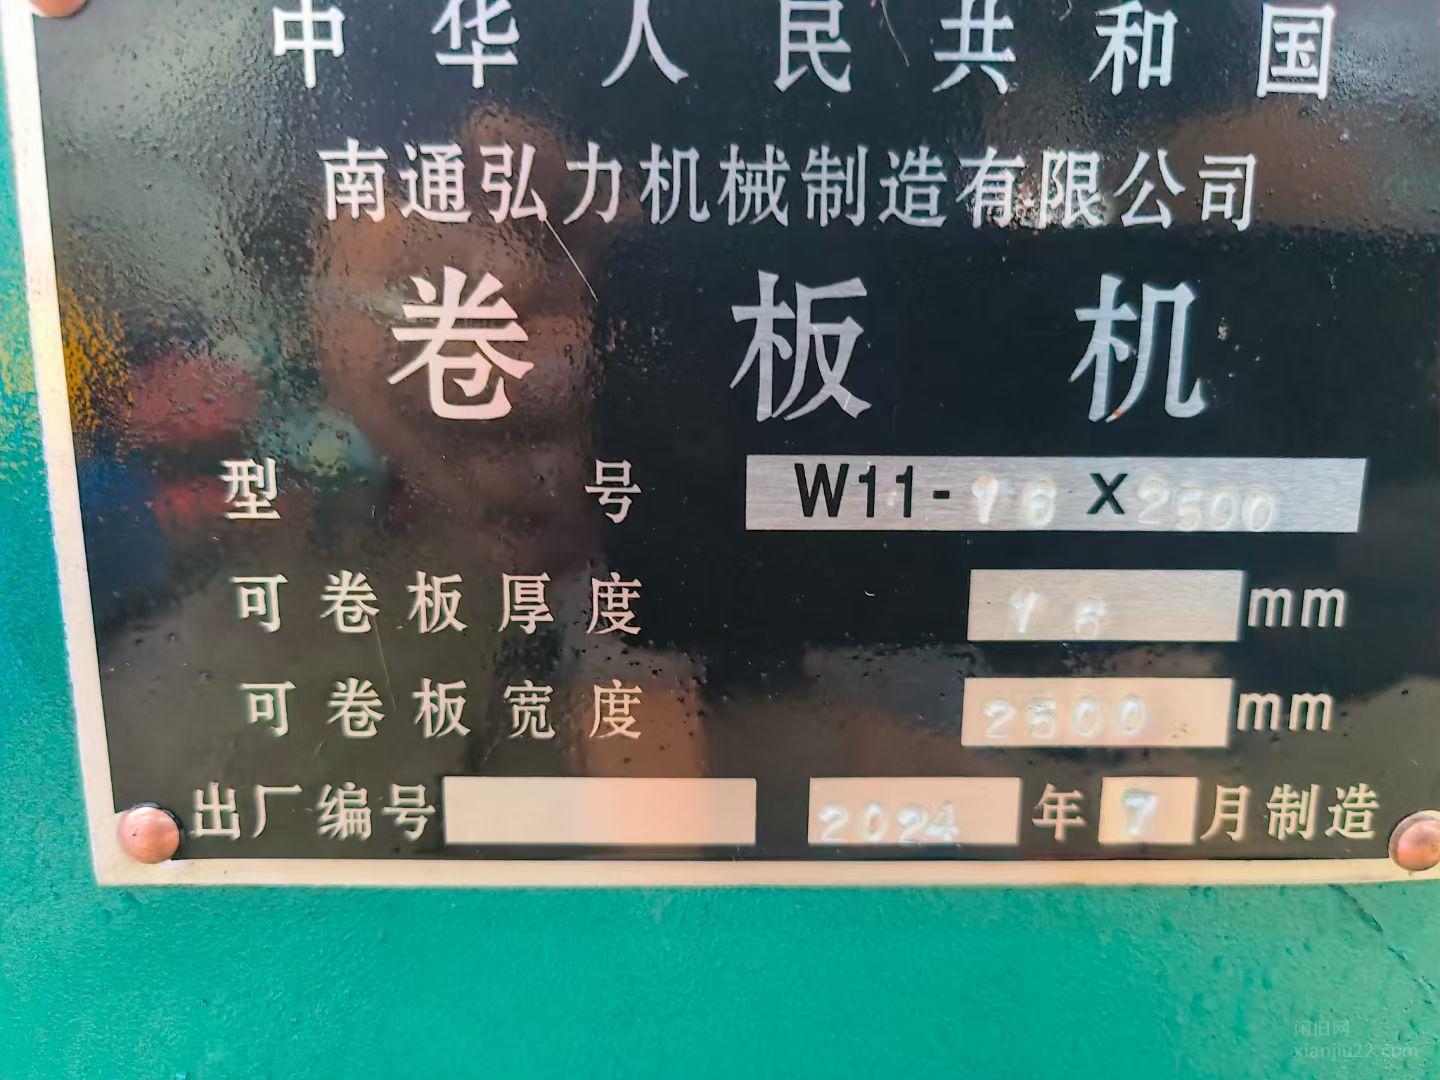 中华人民共和国
南通弘力机械制造有限公司
卷板机
型号 W11-16X2500
可卷板厚度 16 mm
可卷板宽度 2500 mm
出厂编号 2024 年 7 月制造
闲旧网
xianjiu22.com